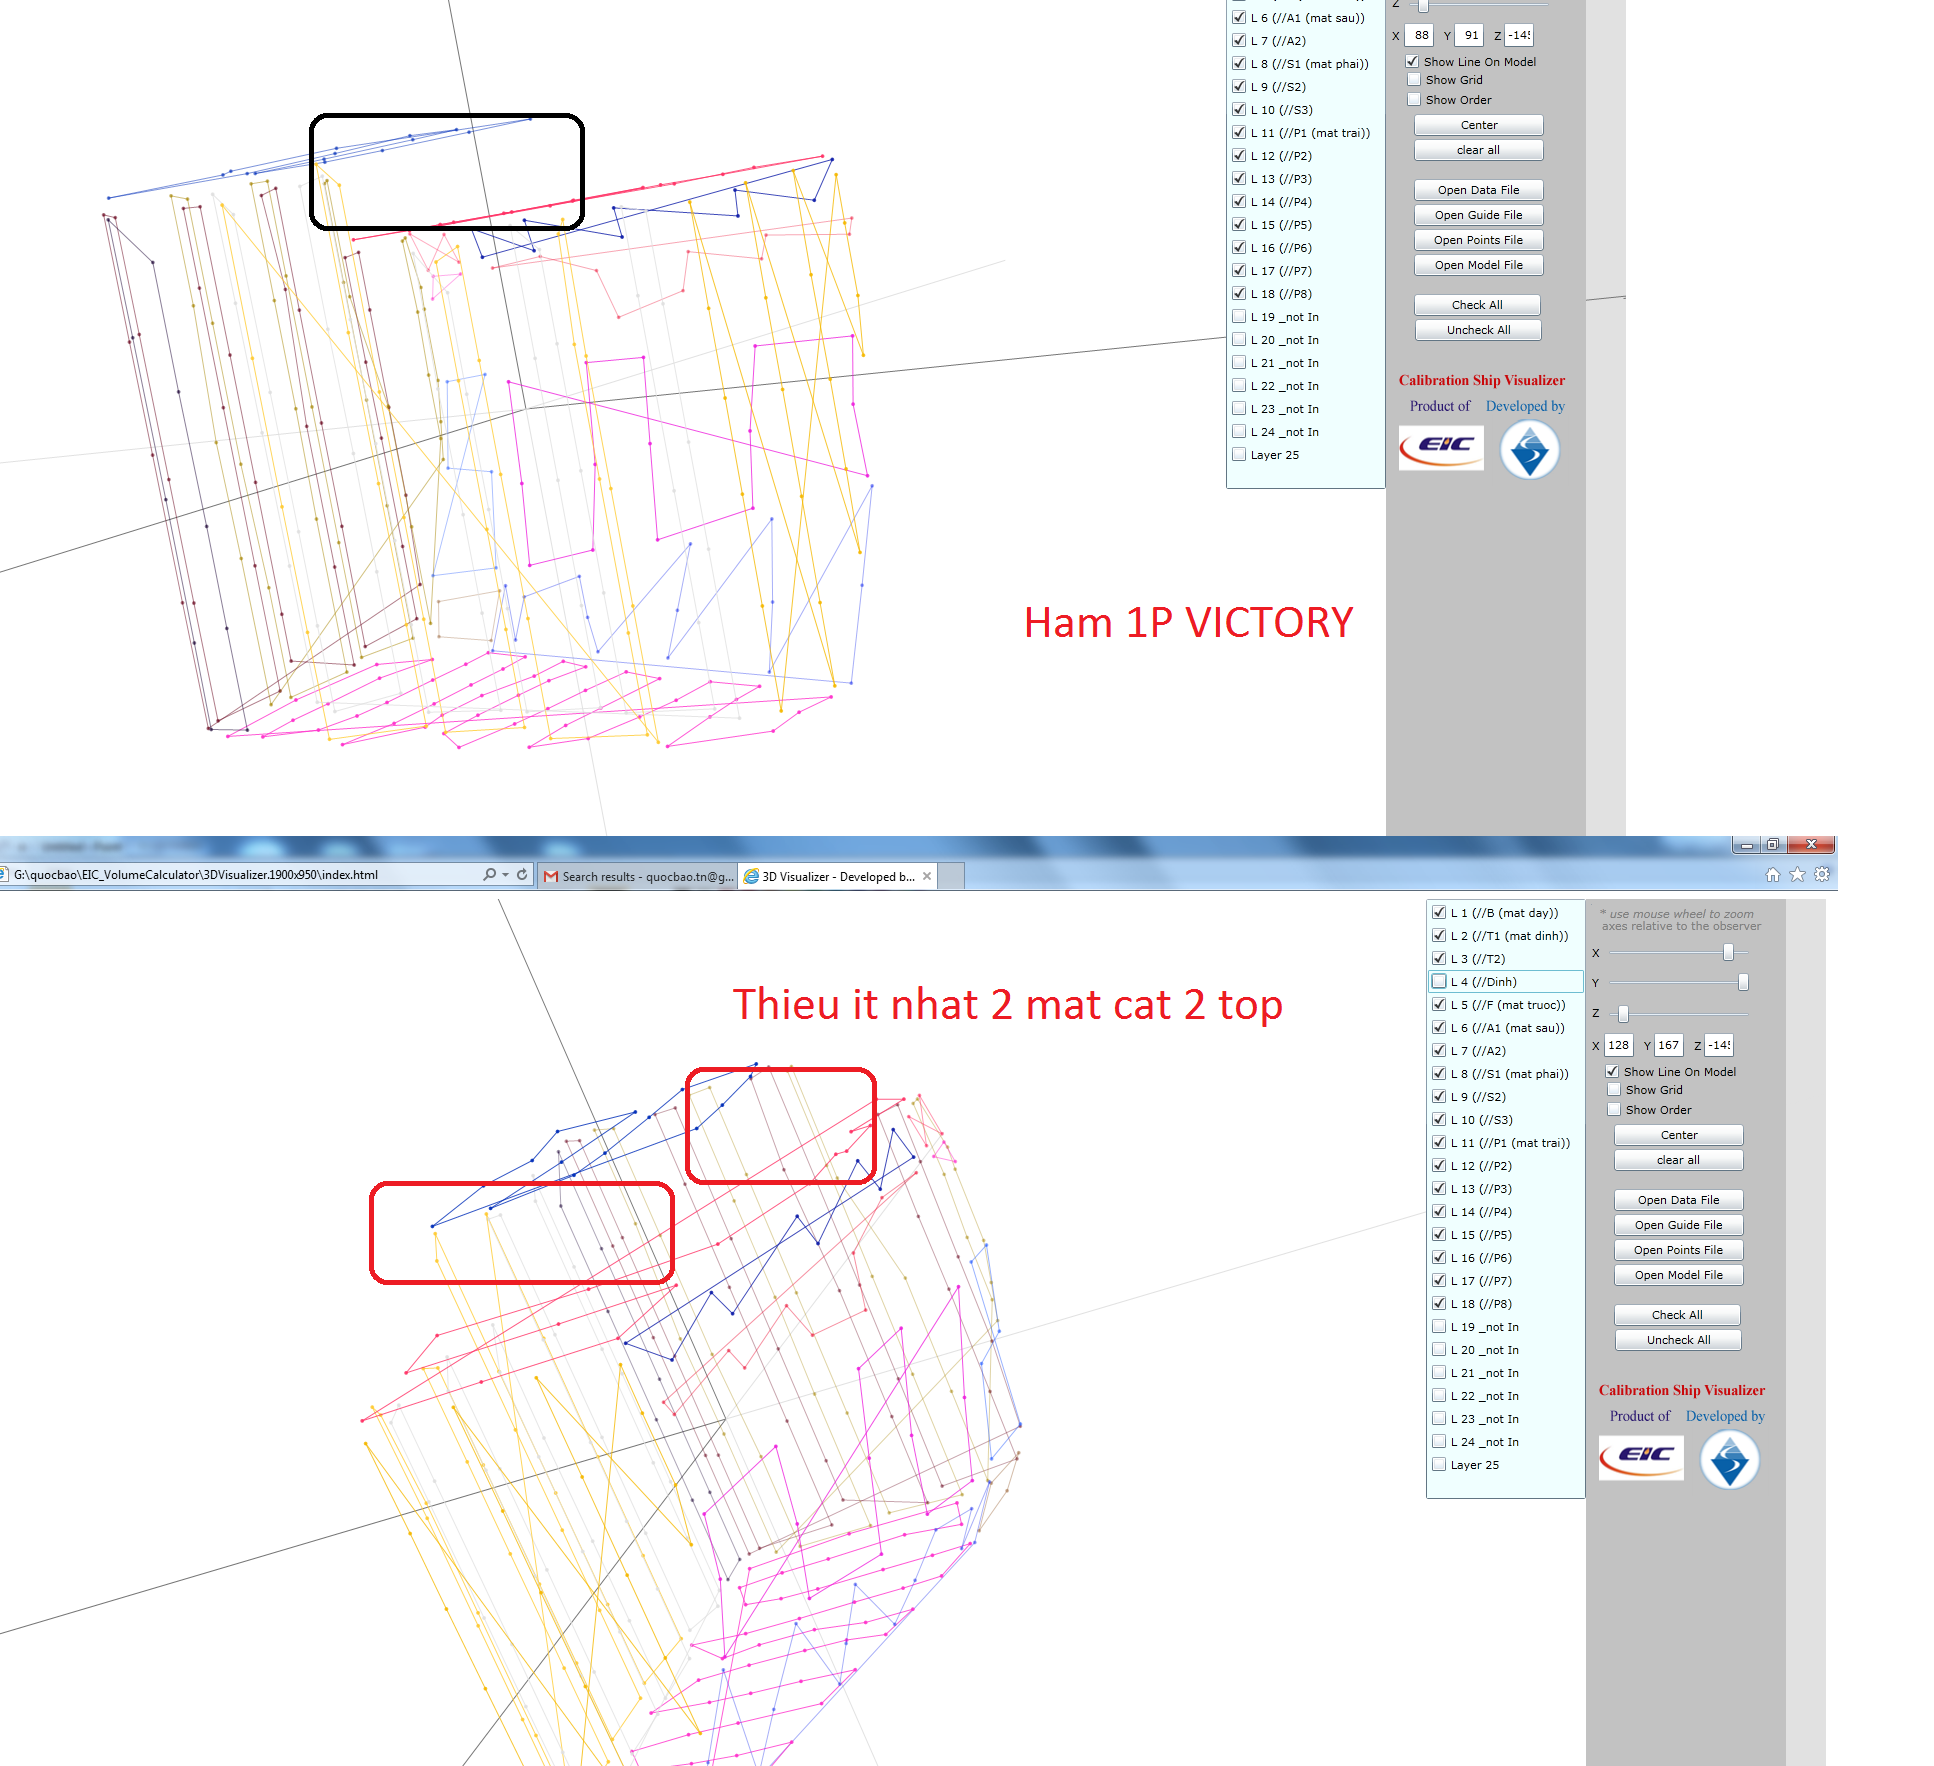 L 6 (//A1 (mat sau))
L 7 (//A2)
L 8 (//S1 (mat phai))
L 9 (//S2)
L 10 (//S3)
L 11 (//P1 (mat trai))
L 12 (//P2)
L 13 (//P3)
L 14 (//P4)
L 15 (//P5)
L 16 (//P6)
L 17 (//P7)
L 18 (//P8)
L 19 _not In
L 20 _not In
L 21 _not In
L 22 _not In
L 23 _not In
L 24 _not In
Layer 25
Z
X 88 Y 91 Z -145
Show Line On Model
Show Grid
Show Order
Center
clear all
Open Data File
Open Guide File
Open Points File
Open Model File
Check All
Uncheck All
Calibration Ship Visualizer
Product of Developed by
EIC
Ham 1P VICTORY
G:\quocbao\EIC_VolumeCalculator\3DVisualizer.1900x950\index.html
Search results - quocbao.tn@g...
3D Visualizer - Developed b...
Thieu it nhat 2 mat cat 2 top
L 1 (//B (mat day))
L 2 (//T1 (mat dinh))
L 3 (//T2)
L 4 (//Dinh)
L 5 (//F (mat truoc))
L 6 (//A1 (mat sau))
L 7 (//A2)
L 8 (//S1 (mat phai))
L 9 (//S2)
L 10 (//S3)
L 11 (//P1 (mat trai))
L 12 (//P2)
L 13 (//P3)
L 14 (//P4)
L 15 (//P5)
L 16 (//P6)
L 17 (//P7)
L 18 (//P8)
L 19 _not In
L 20 _not In
L 21 _not In
L 22 _not In
L 23 _not In
L 24 _not In
Layer 25
* use mouse wheel to zoom
axes relative to the observer
X
Y
Z
X 128 Y 167 Z -145
Show Line On Model
Show Grid
Show Order
Center
clear all
Open Data File
Open Guide File
Open Points File
Open Model File
Check All
Uncheck All
Calibration Ship Visualizer
Product of Developed by
EIC